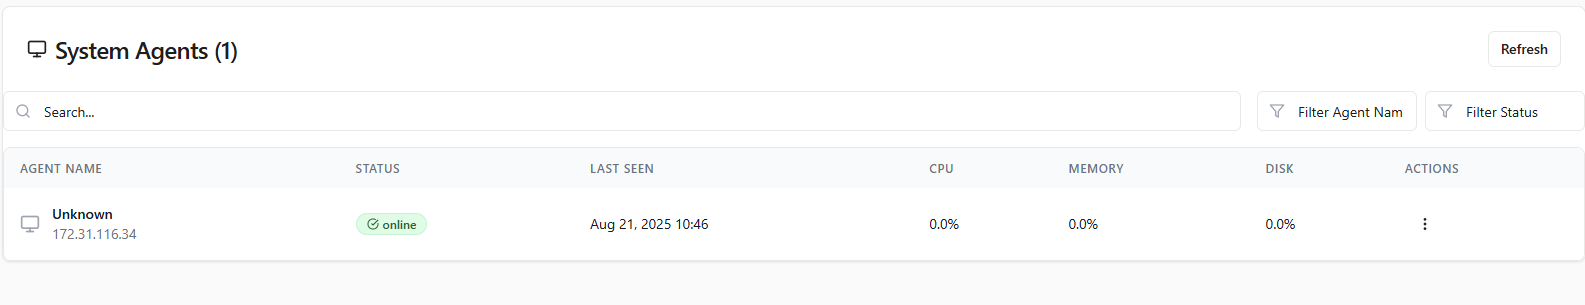 System Agents (1)
Refresh
Search...
Filter Agent Nam
Filter Status
AGENT NAME STATUS LAST SEEN CPU MEMORY DISK ACTIONS
Unknown
172.31.116.34
online
Aug 21, 2025 10:46
0.0%
0.0%
0.0%